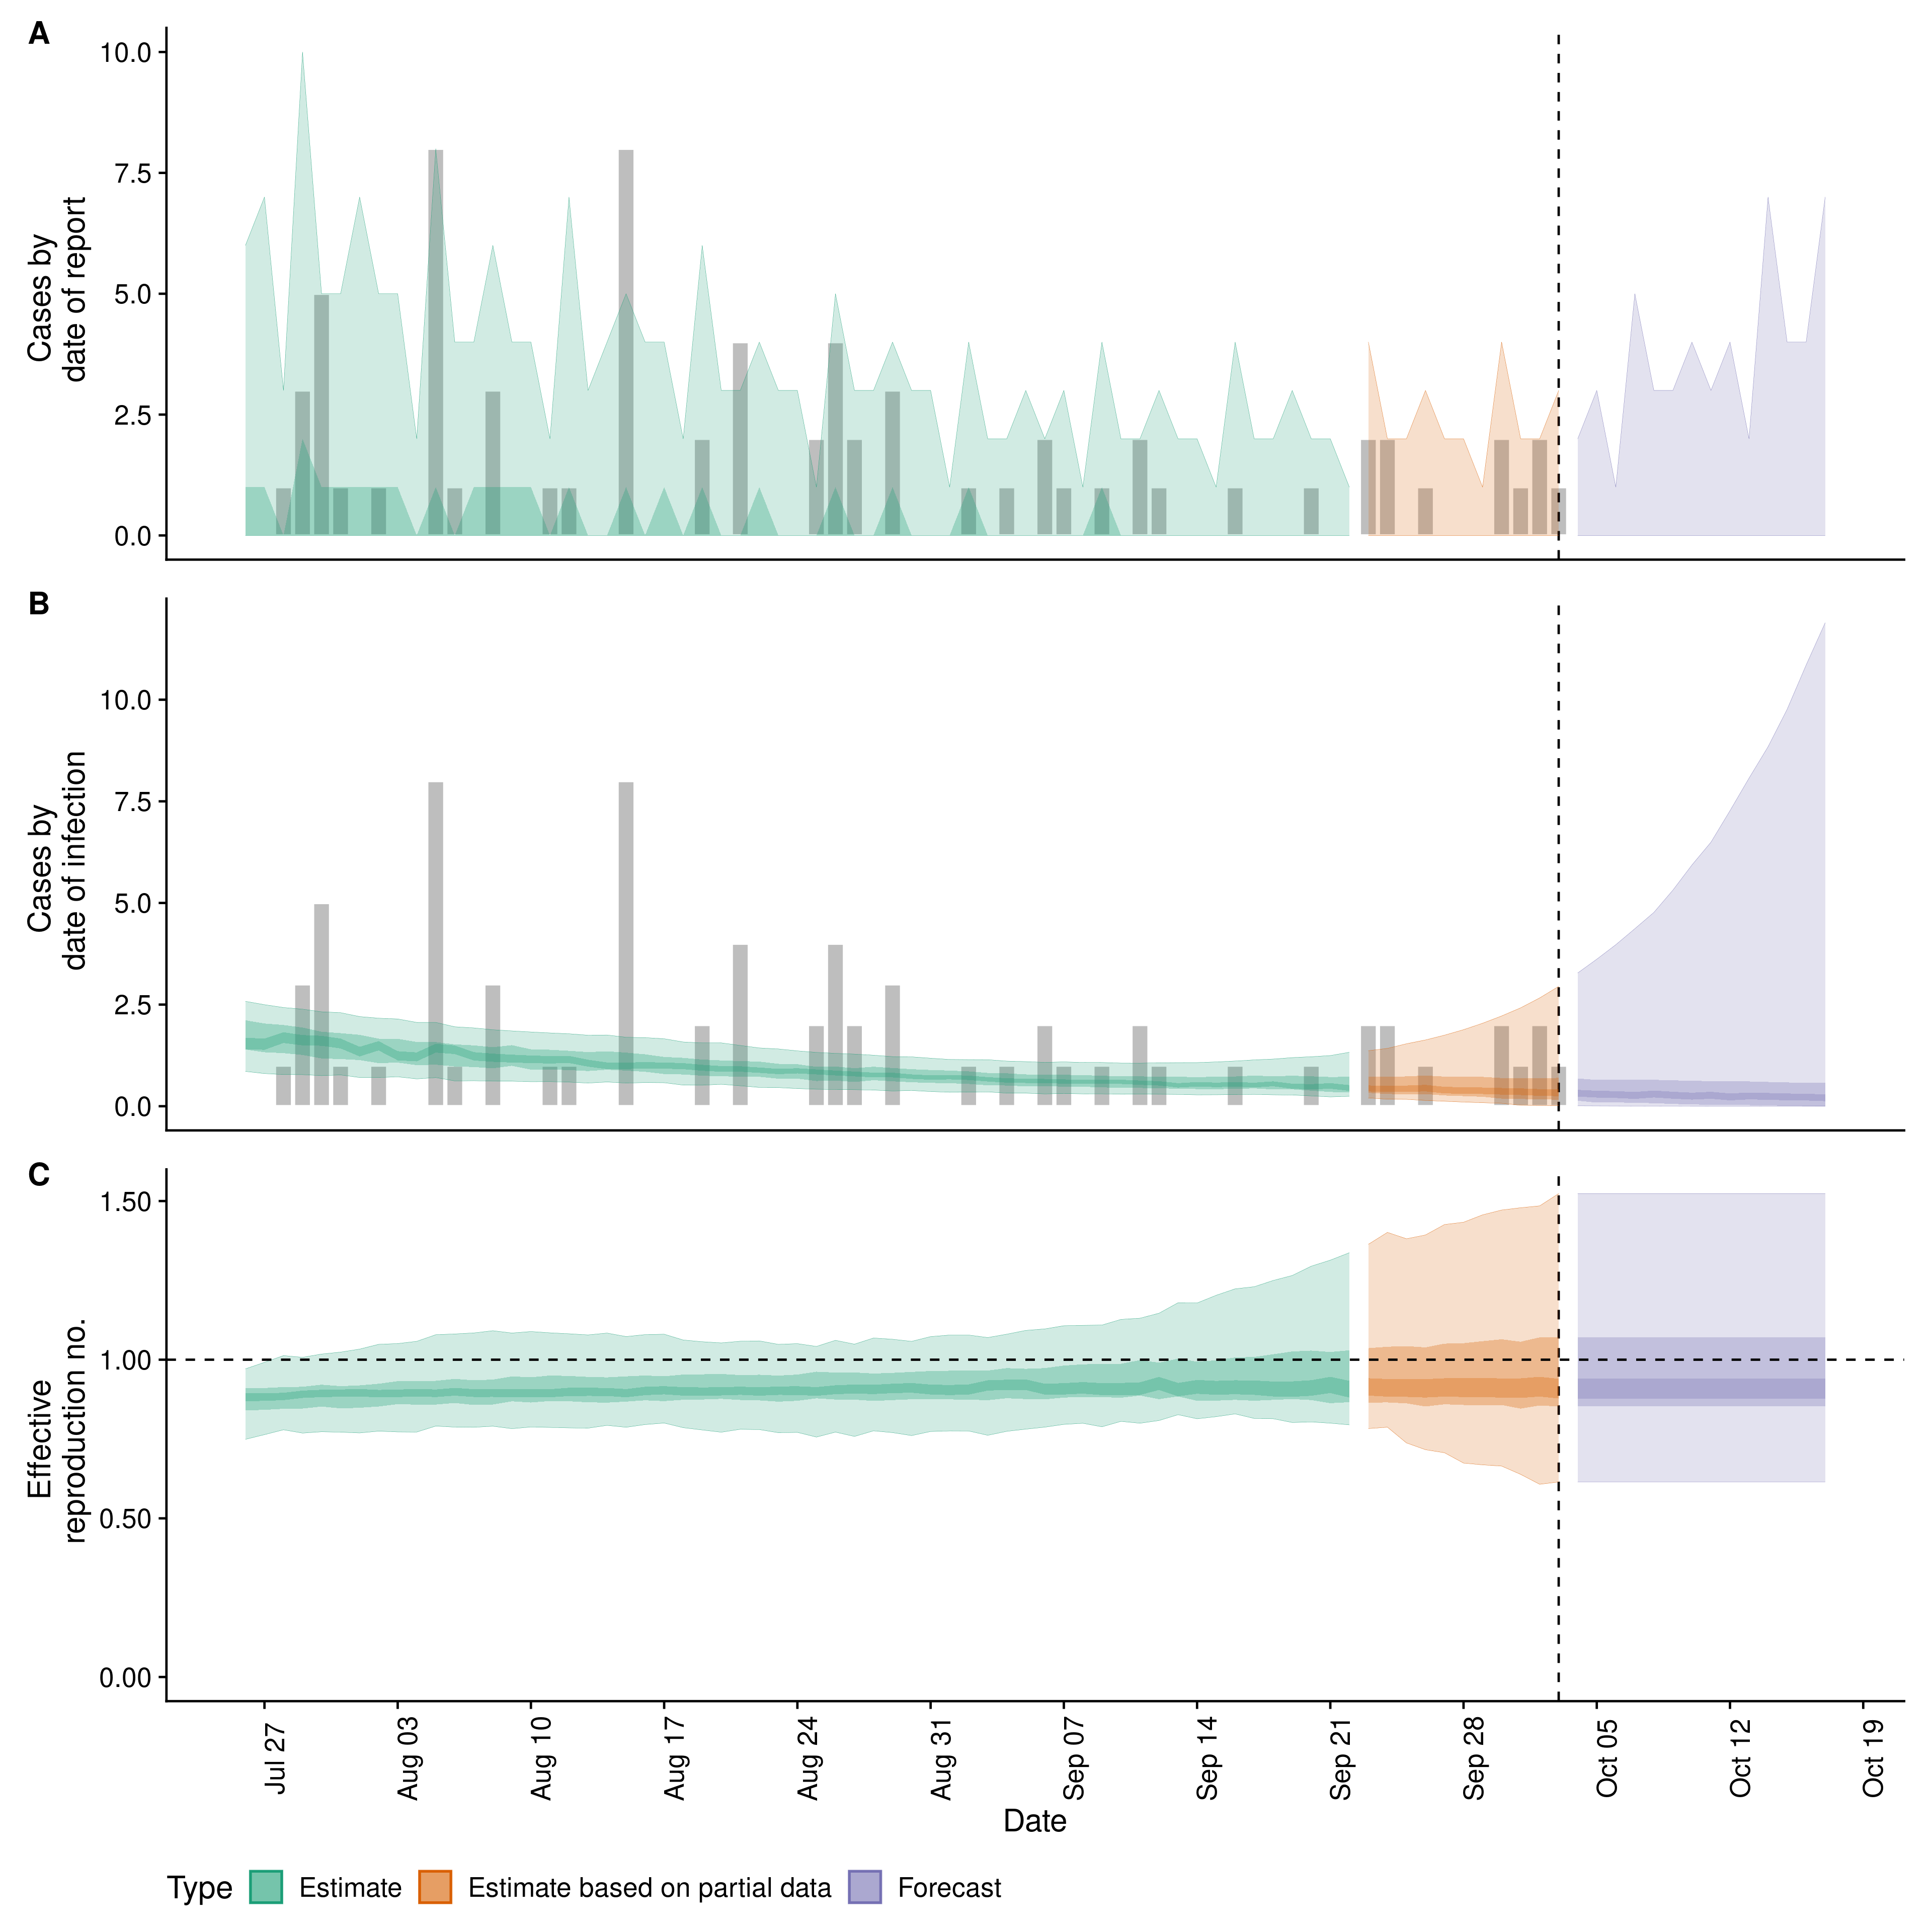 A
Cases by
date of report
10.0
7.5
5.0
2.5
0.0
B
Cases by
date of infection
10.0
7.5
5.0
2.5
0.0
C
Effective
reproduction no.
1.50
1.00
0.50
0.00
Jul 27
Aug 03
Aug 10
Aug 17
Aug 24
Aug 31
Sep 07
Sep 14
Sep 21
Sep 28
Oct 05
Oct 12
Oct 19
Date
Type Estimate Estimate based on partial data Forecast